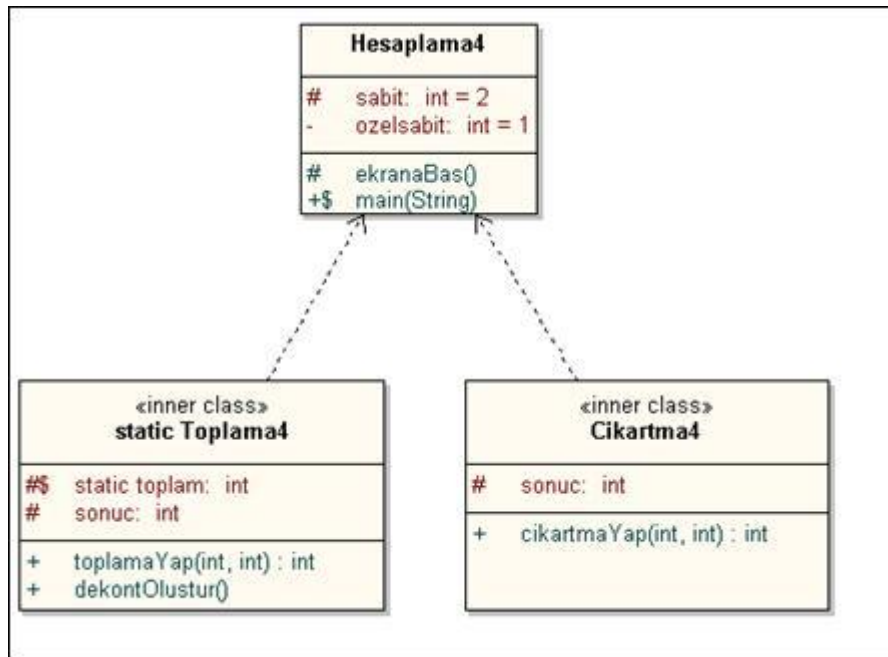 Hesaplama4
# sabit: int = 2
- ozelsabit: int = 1
# ekranaBas()
+$ main(String)
«inner class»
static Toplama4
#$ static toplam: int
# sonuc: int
+ toplamaYap(int, int) : int
+ dekontOlustur()
«inner class»
Cikartma4
# sonuc: int
+ cikartmaYap(int, int) : int